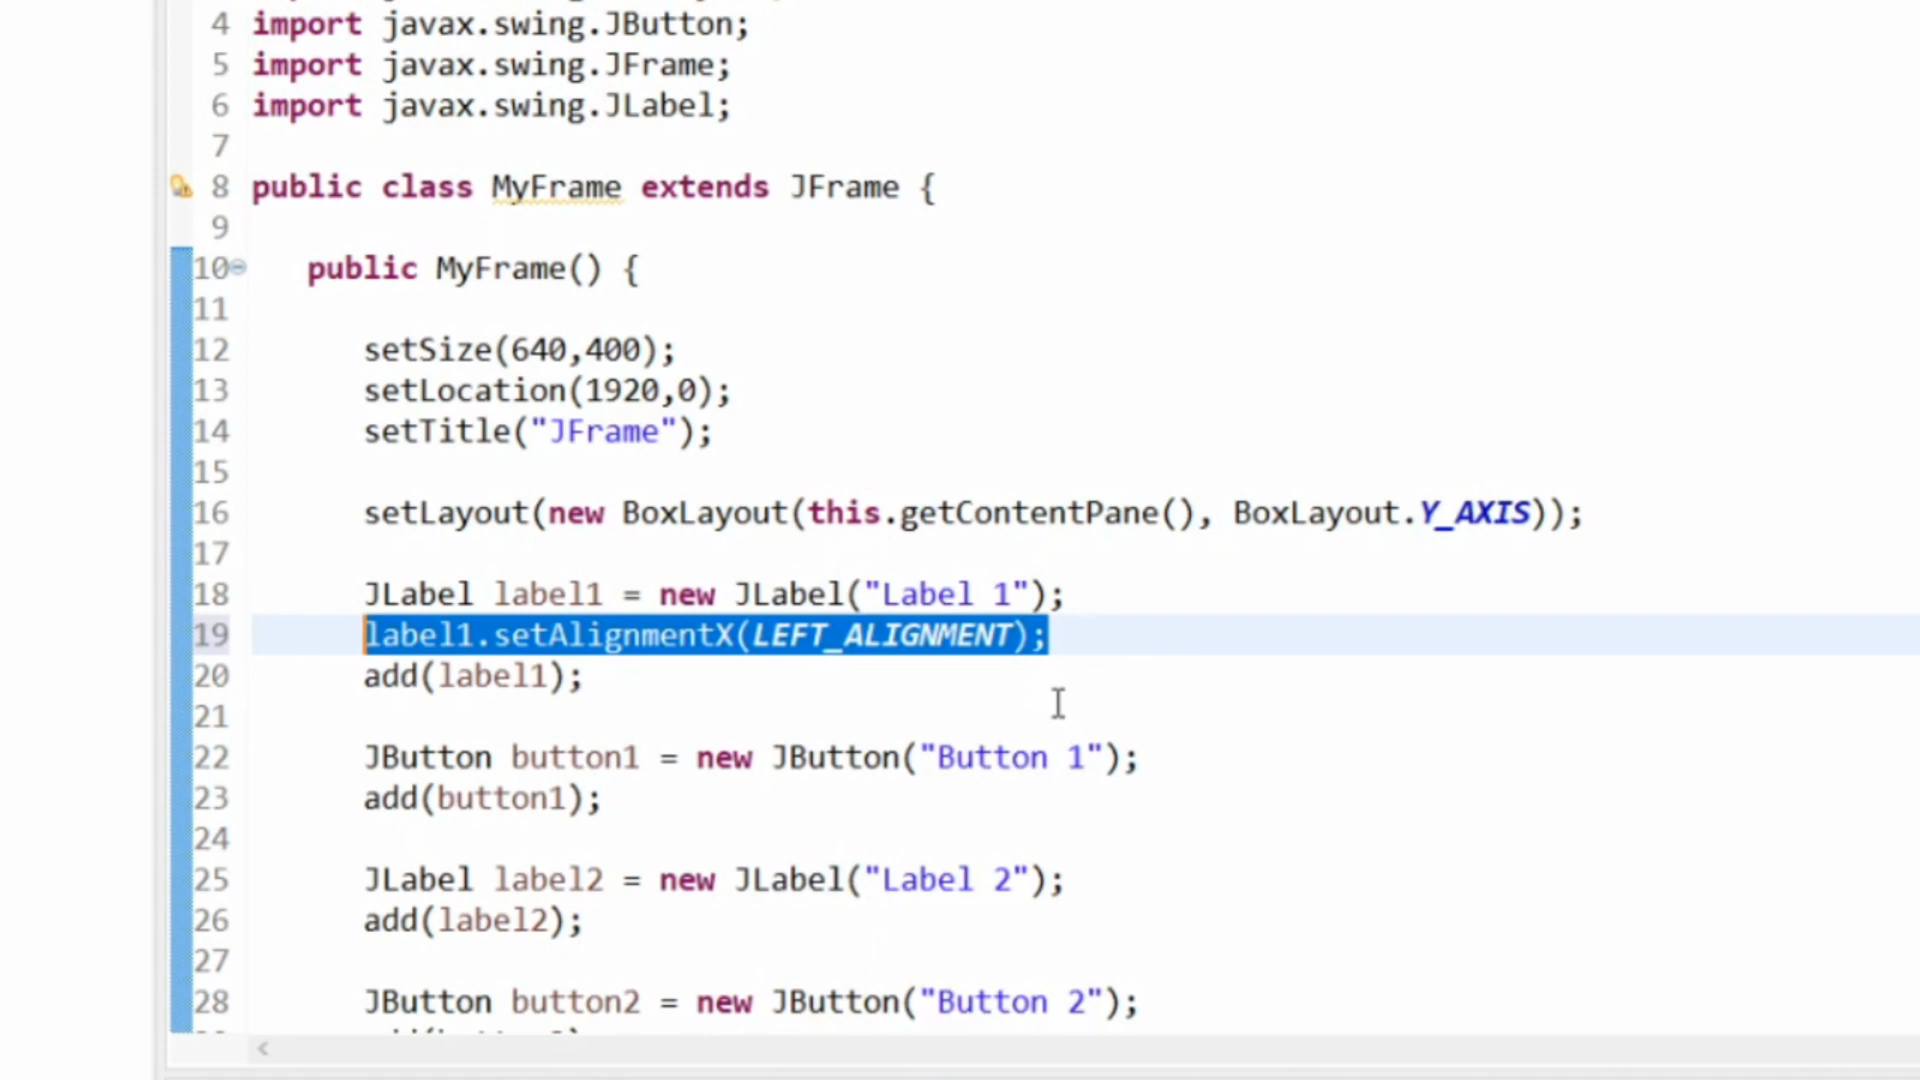 4 import javax.swing.JButton;
5 import javax.swing.JFrame;
6 import javax.swing.JLabel;
7
8 public class MyFrame extends JFrame {
9
10 public MyFrame() {
11
12 setSize(640,400);
13 setLocation(1920,0);
14 setTitle("JFrame");
15
16 setLayout(new BoxLayout(this.getContentPane(), BoxLayout.Y_AXIS));
17
18 JLabel label1 = new JLabel("Label 1");
19 label1.setAlignmentX(LEFT_ALIGNMENT);
20 add(label1);
21
22 JButton button1 = new JButton("Button 1");
23 add(button1);
24
25 JLabel label2 = new JLabel("Label 2");
26 add(label2);
27
28 JButton button2 = new JButton("Button 2");